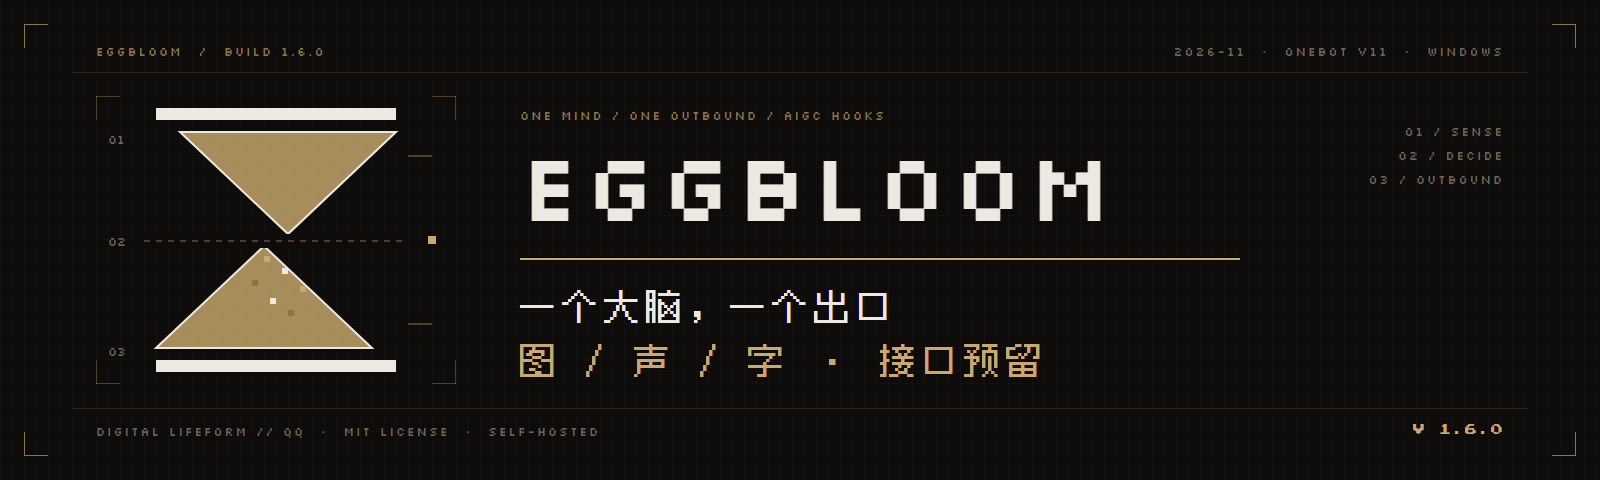 EGGBLOOM / BUILD 1.6.0
2026-11 · ONEBOT V11 · WINDOWS
01
02
03
ONE MIND / ONE OUTBOUND / AIGC HOOKS
EGGBLOOM
一个大脑，一个出口
图 / 声 / 字 · 接口预留
01 / SENSE
02 / DECIDE
03 / OUTBOUND
DIGITAL LIFEFORM // QQ · MIT LICENSE · SELF-HOSTED
V 1.6.0